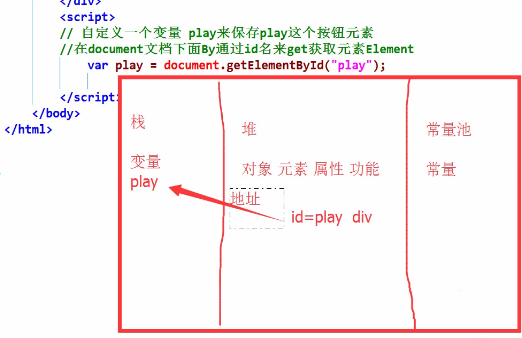 </div>
<script>
// 自定义一个变量 play来保存play这个按钮元素
//在document文档下面By通过id名来get获取元素Element
var play = document.getElementById("play");
</script
</body>
</html>
栈 堆 常量池
变量 对象 元素 属性 功能 常量
play 地址
id=play div